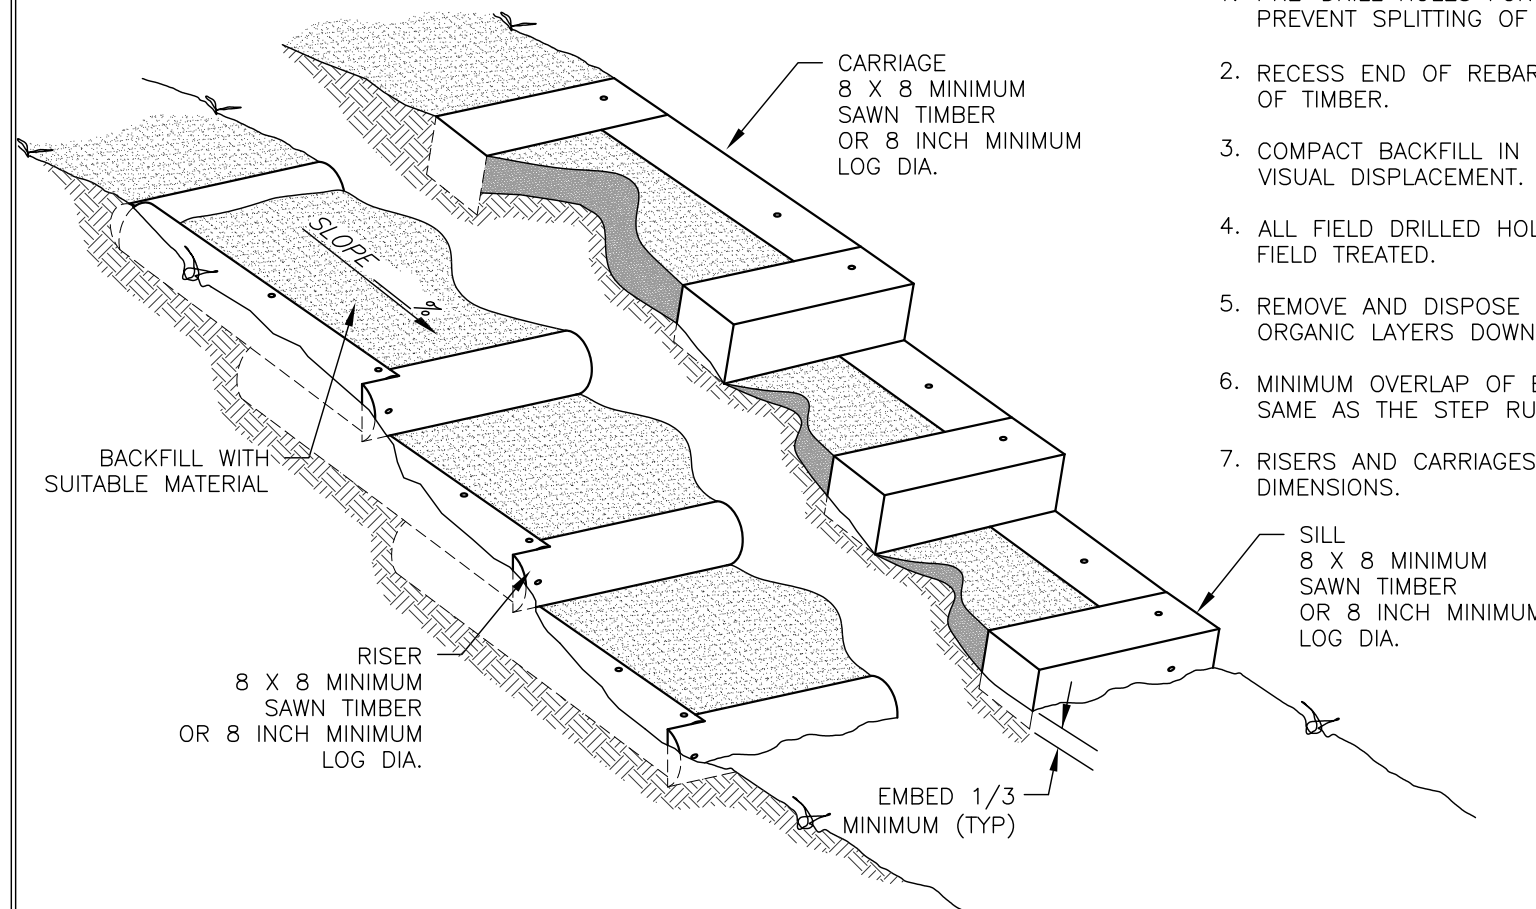 CARRIAGE
8 X 8 MINIMUM
SAWN TIMBER
OR 8 INCH MINIMUM
LOG DIA.
SLOPE %
BACKFILL WITH
SUITABLE MATERIAL
RISER
8 X 8 MINIMUM
SAWN TIMBER
OR 8 INCH MINIMUM
LOG DIA.
EMBED 1/3
MINIMUM (TYP)
SILL
8 X 8 MINIMUM
SAWN TIMBER
OR 8 INCH MINIMUM
LOG DIA.
PREVENT SPLITTING OF
2. RECESS END OF REBAR
OF TIMBER.
3. COMPACT BACKFILL IN
VISUAL DISPLACEMENT.
4. ALL FIELD DRILLED HOL
FIELD TREATED.
5. REMOVE AND DISPOSE
ORGANIC LAYERS DOWN
6. MINIMUM OVERLAP OF
SAME AS THE STEP RU
7. RISERS AND CARRIAGES
DIMENSIONS.